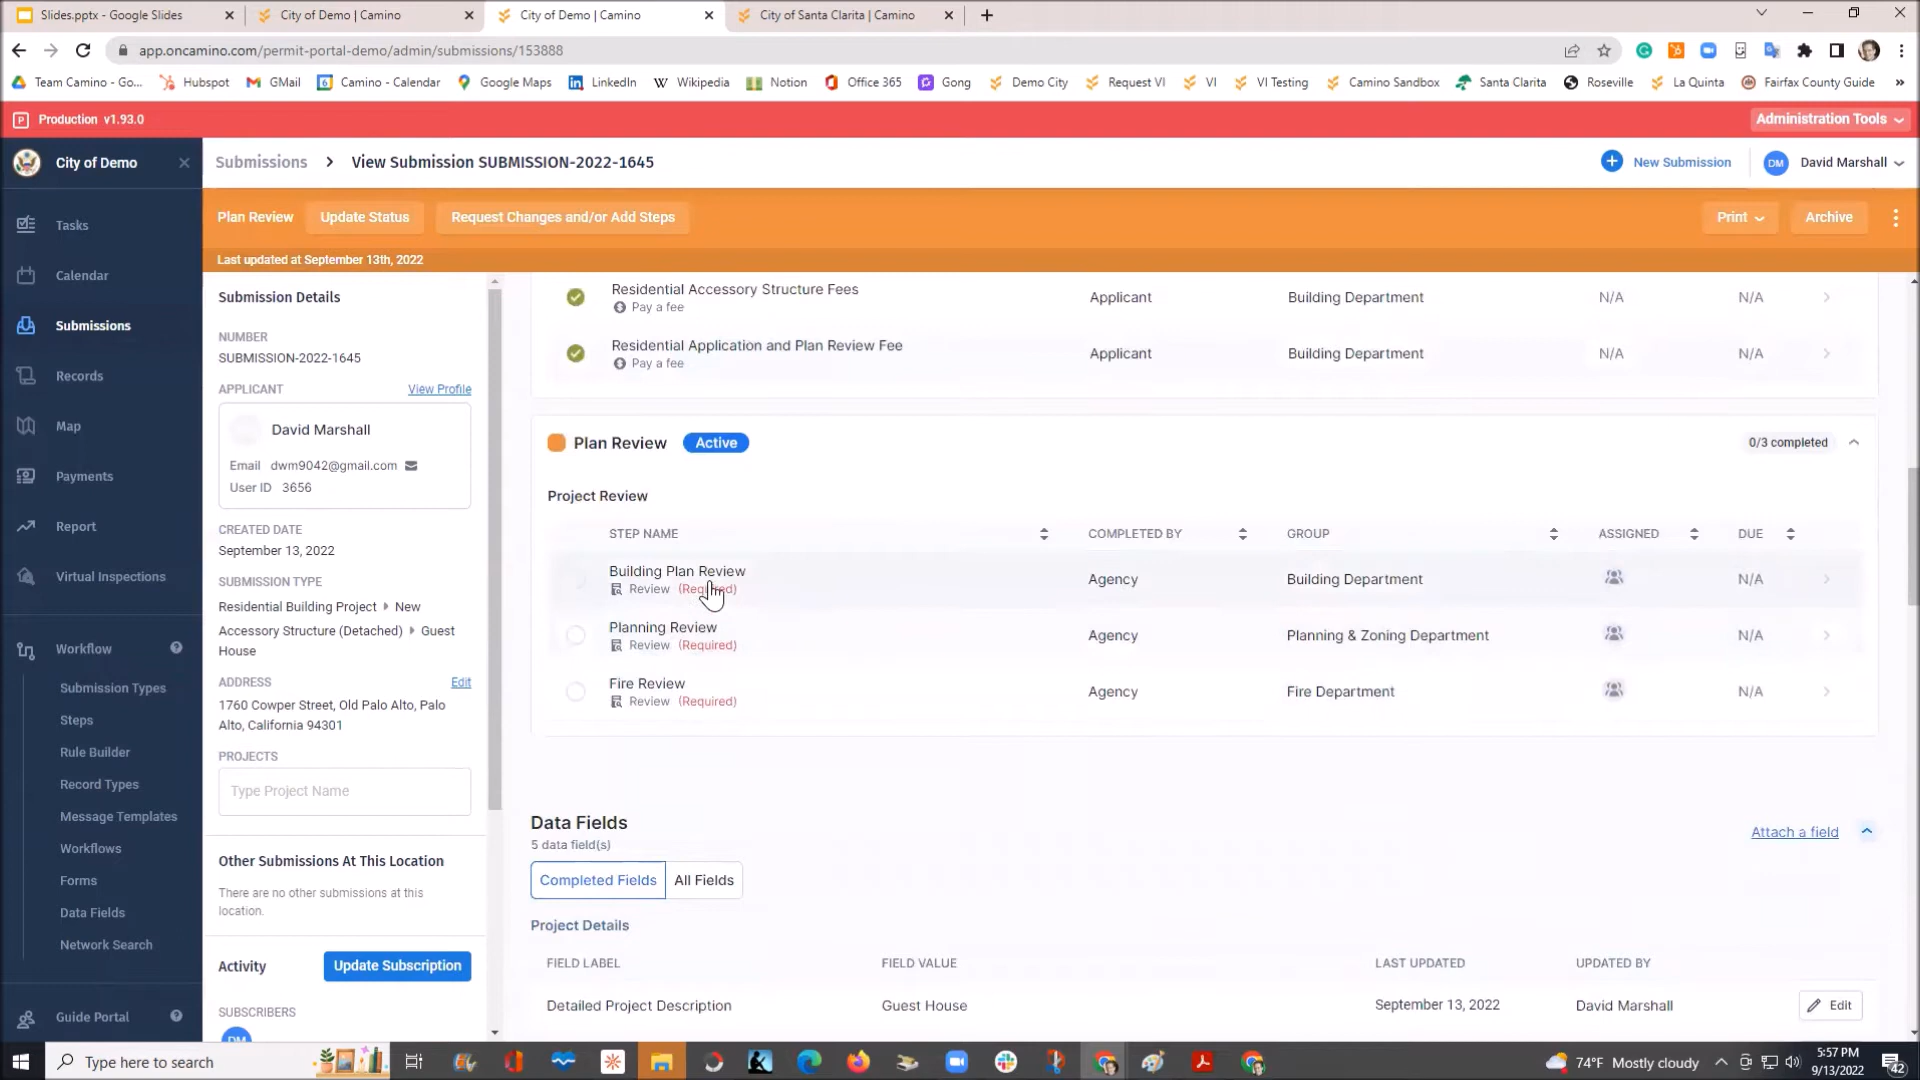 Slides.pptx - Google Slides
City of Demo | Camino
City of Demo | Camino
City of Santa Clarita | Camino
app.oncamino.com/permit-portal-demo/admin/submissions/153888
Team Camino - Go...
Hubspot
GMail
Camino - Calendar
Google Maps
LinkedIn
Wikipedia
Notion
Office 365
Gong
Demo City
Request VI
VI
VI Testing
Camino Sandbox
Santa Clarita
Roseville
La Quinta
Fairfax County Guide
»
P Production v1.93.0
Administration Tools
City of Demo
Submissions > View Submission SUBMISSION-2022-1645
New Submission
DM David Marshall
Plan Review
Update Status
Request Changes and/or Add Steps
Print
Archive
Last updated at September 13th, 2022
Tasks
Calendar
Submissions
Records
Map
Payments
Report
Virtual Inspections
Workflow
Submission Types
Steps
Rule Builder
Record Types
Message Templates
Workflows
Forms
Data Fields
Network Search
Guide Portal
Submission Details
NUMBER
SUBMISSION-2022-1645
APPLICANT
View Profile
David Marshall
Email dwm9042@gmail.com
User ID 3656
CREATED DATE
September 13, 2022
SUBMISSION TYPE
Residential Building Project New
Accessory Structure (Detached) Guest
House
ADDRESS
Edit
1760 Cowper Street, Old Palo Alto, Palo
Alto, California 94301
PROJECTS
Type Project Name
Other Submissions At This Location
There are no other submissions at this
location.
Activity
Update Subscription
SUBSCRIBERS
DM
Residential Accessory Structure Fees
Pay a fee
Applicant
Building Department
N/A
N/A
Residential Application and Plan Review Fee
Pay a fee
Applicant
Building Department
N/A
N/A
Plan Review
Active
0/3 completed
Project Review
STEP NAME
COMPLETED BY
GROUP
ASSIGNED
DUE
Building Plan Review
Review (Required)
Agency
Building Department
N/A
Planning Review
Review (Required)
Agency
Planning & Zoning Department
N/A
Fire Review
Review (Required)
Agency
Fire Department
N/A
Data Fields
5 data field(s)
Attach a field
Completed Fields
All Fields
Project Details
FIELD LABEL
FIELD VALUE
LAST UPDATED
UPDATED BY
Detailed Project Description
Guest House
September 13, 2022
David Marshall
Edit
Type here to search
74°F Mostly cloudy
5:57 PM
9/13/2022
42